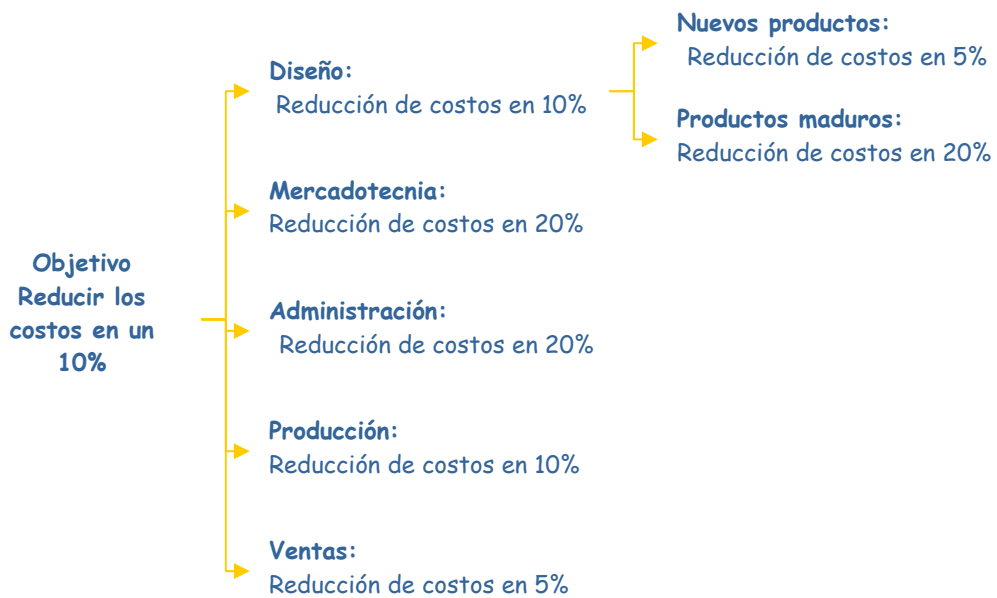 Objetivo
Reducir los
costos en un
10%
Diseño:
Reducción de costos en 10%
Nuevos productos:
Reducción de costos en 5%
Productos maduros:
Reducción de costos en 20%
Mercadotecnia:
Reducción de costos en 20%
Administración:
Reducción de costos en 20%
Producción:
Reducción de costos en 10%
Ventas:
Reducción de costos en 5%